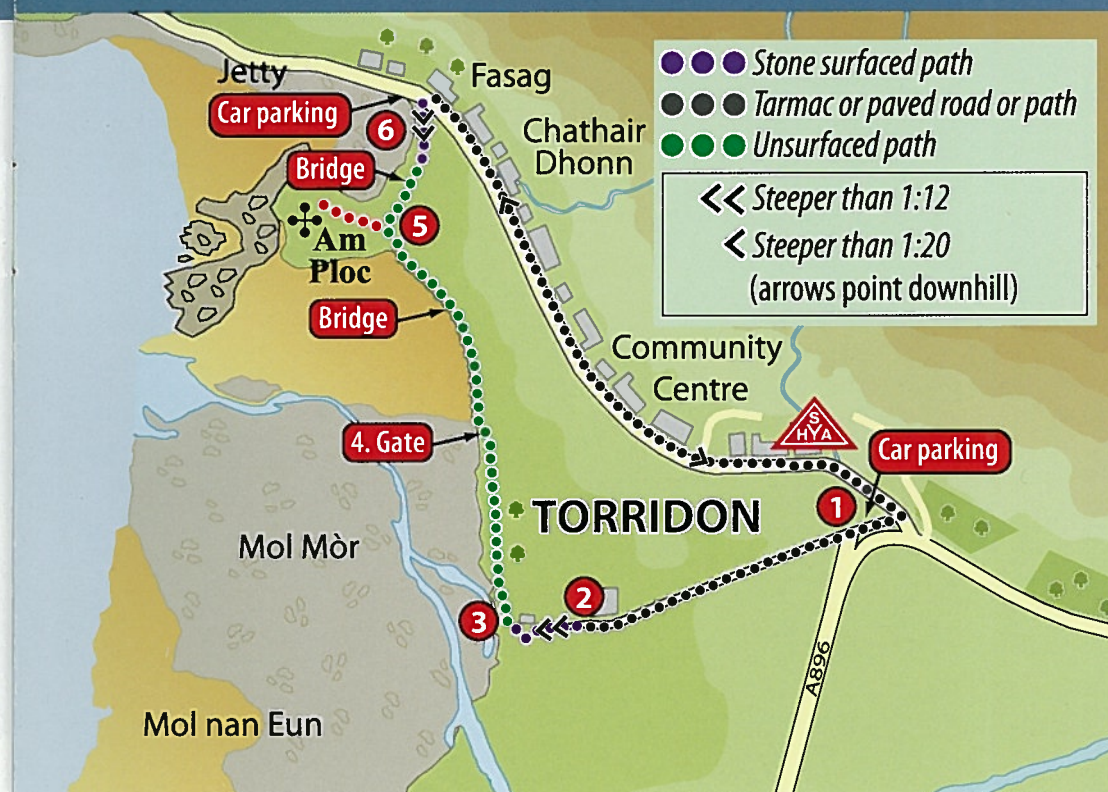 Jetty
Fasag
Car parking
6
Chathair
Dhonn
Bridge
5
Am
Ploc
Bridge
Stone surfaced path
Tarmac or paved road or path
Unsurfaced path
Steeper than 1:12
Steeper than 1:20
(arrows point downhill)
Community
Centre
S
HYA
Car parking
4. Gate
1
TORRIDON
Mol Mòr
2
3
A896
Mol nan Eun